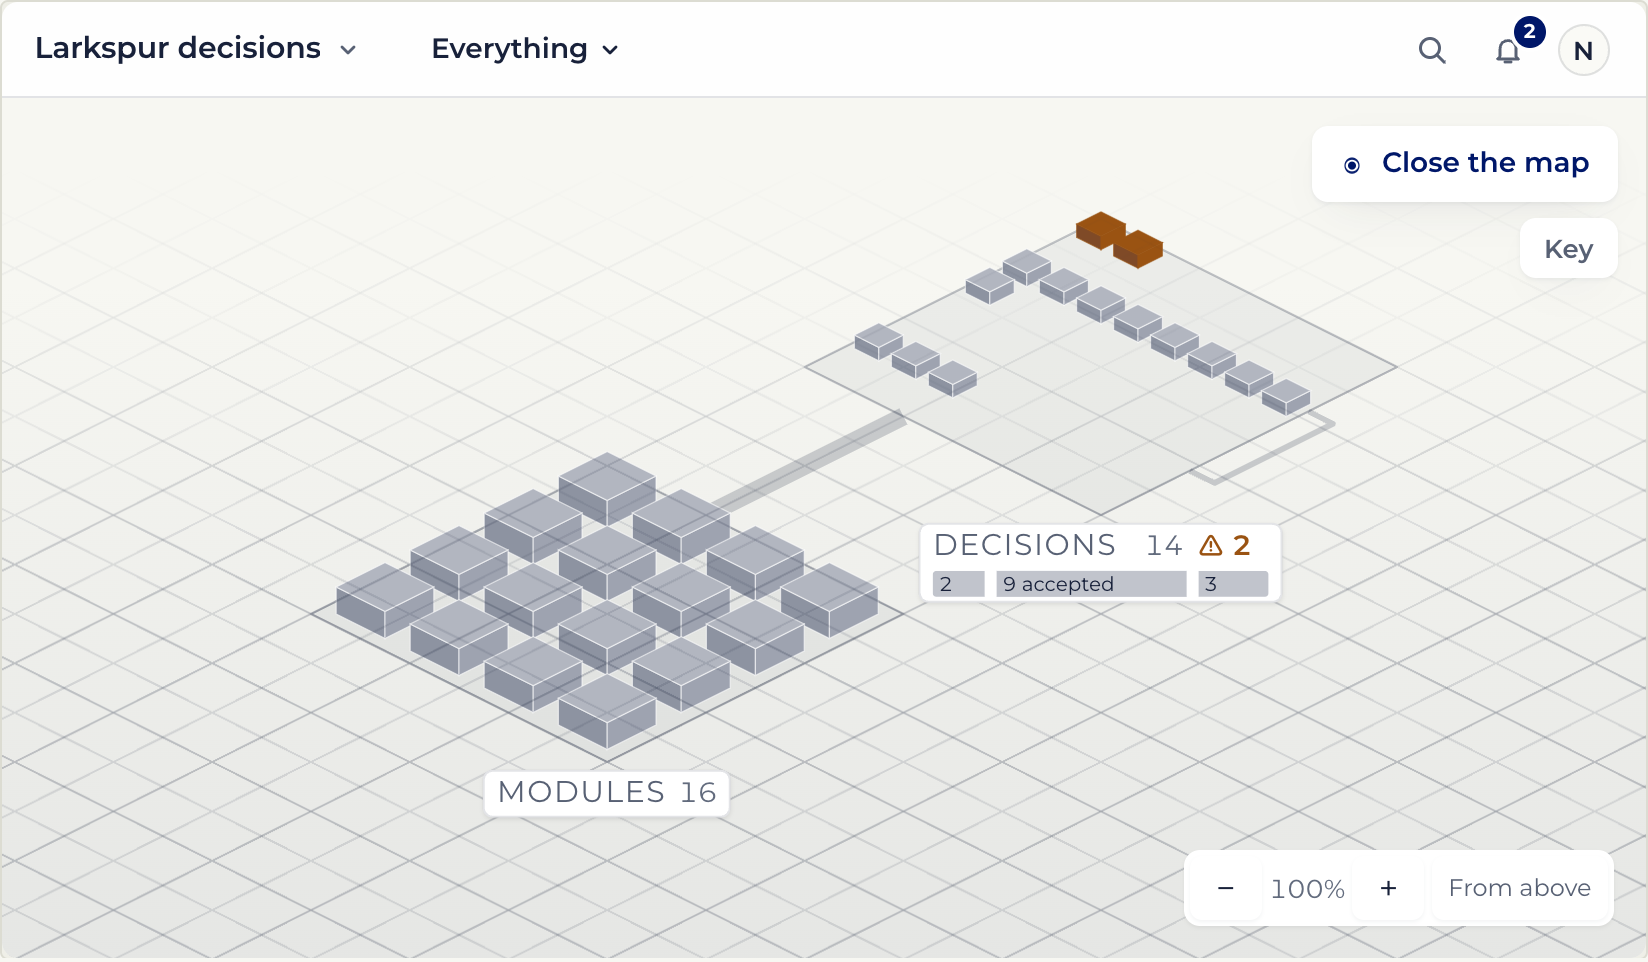 Larkspur decisions
Everything
2
N
Close the map
Key
DECISIONS 14 2
2 9 accepted 3
MODULES 16
− 100% + From above